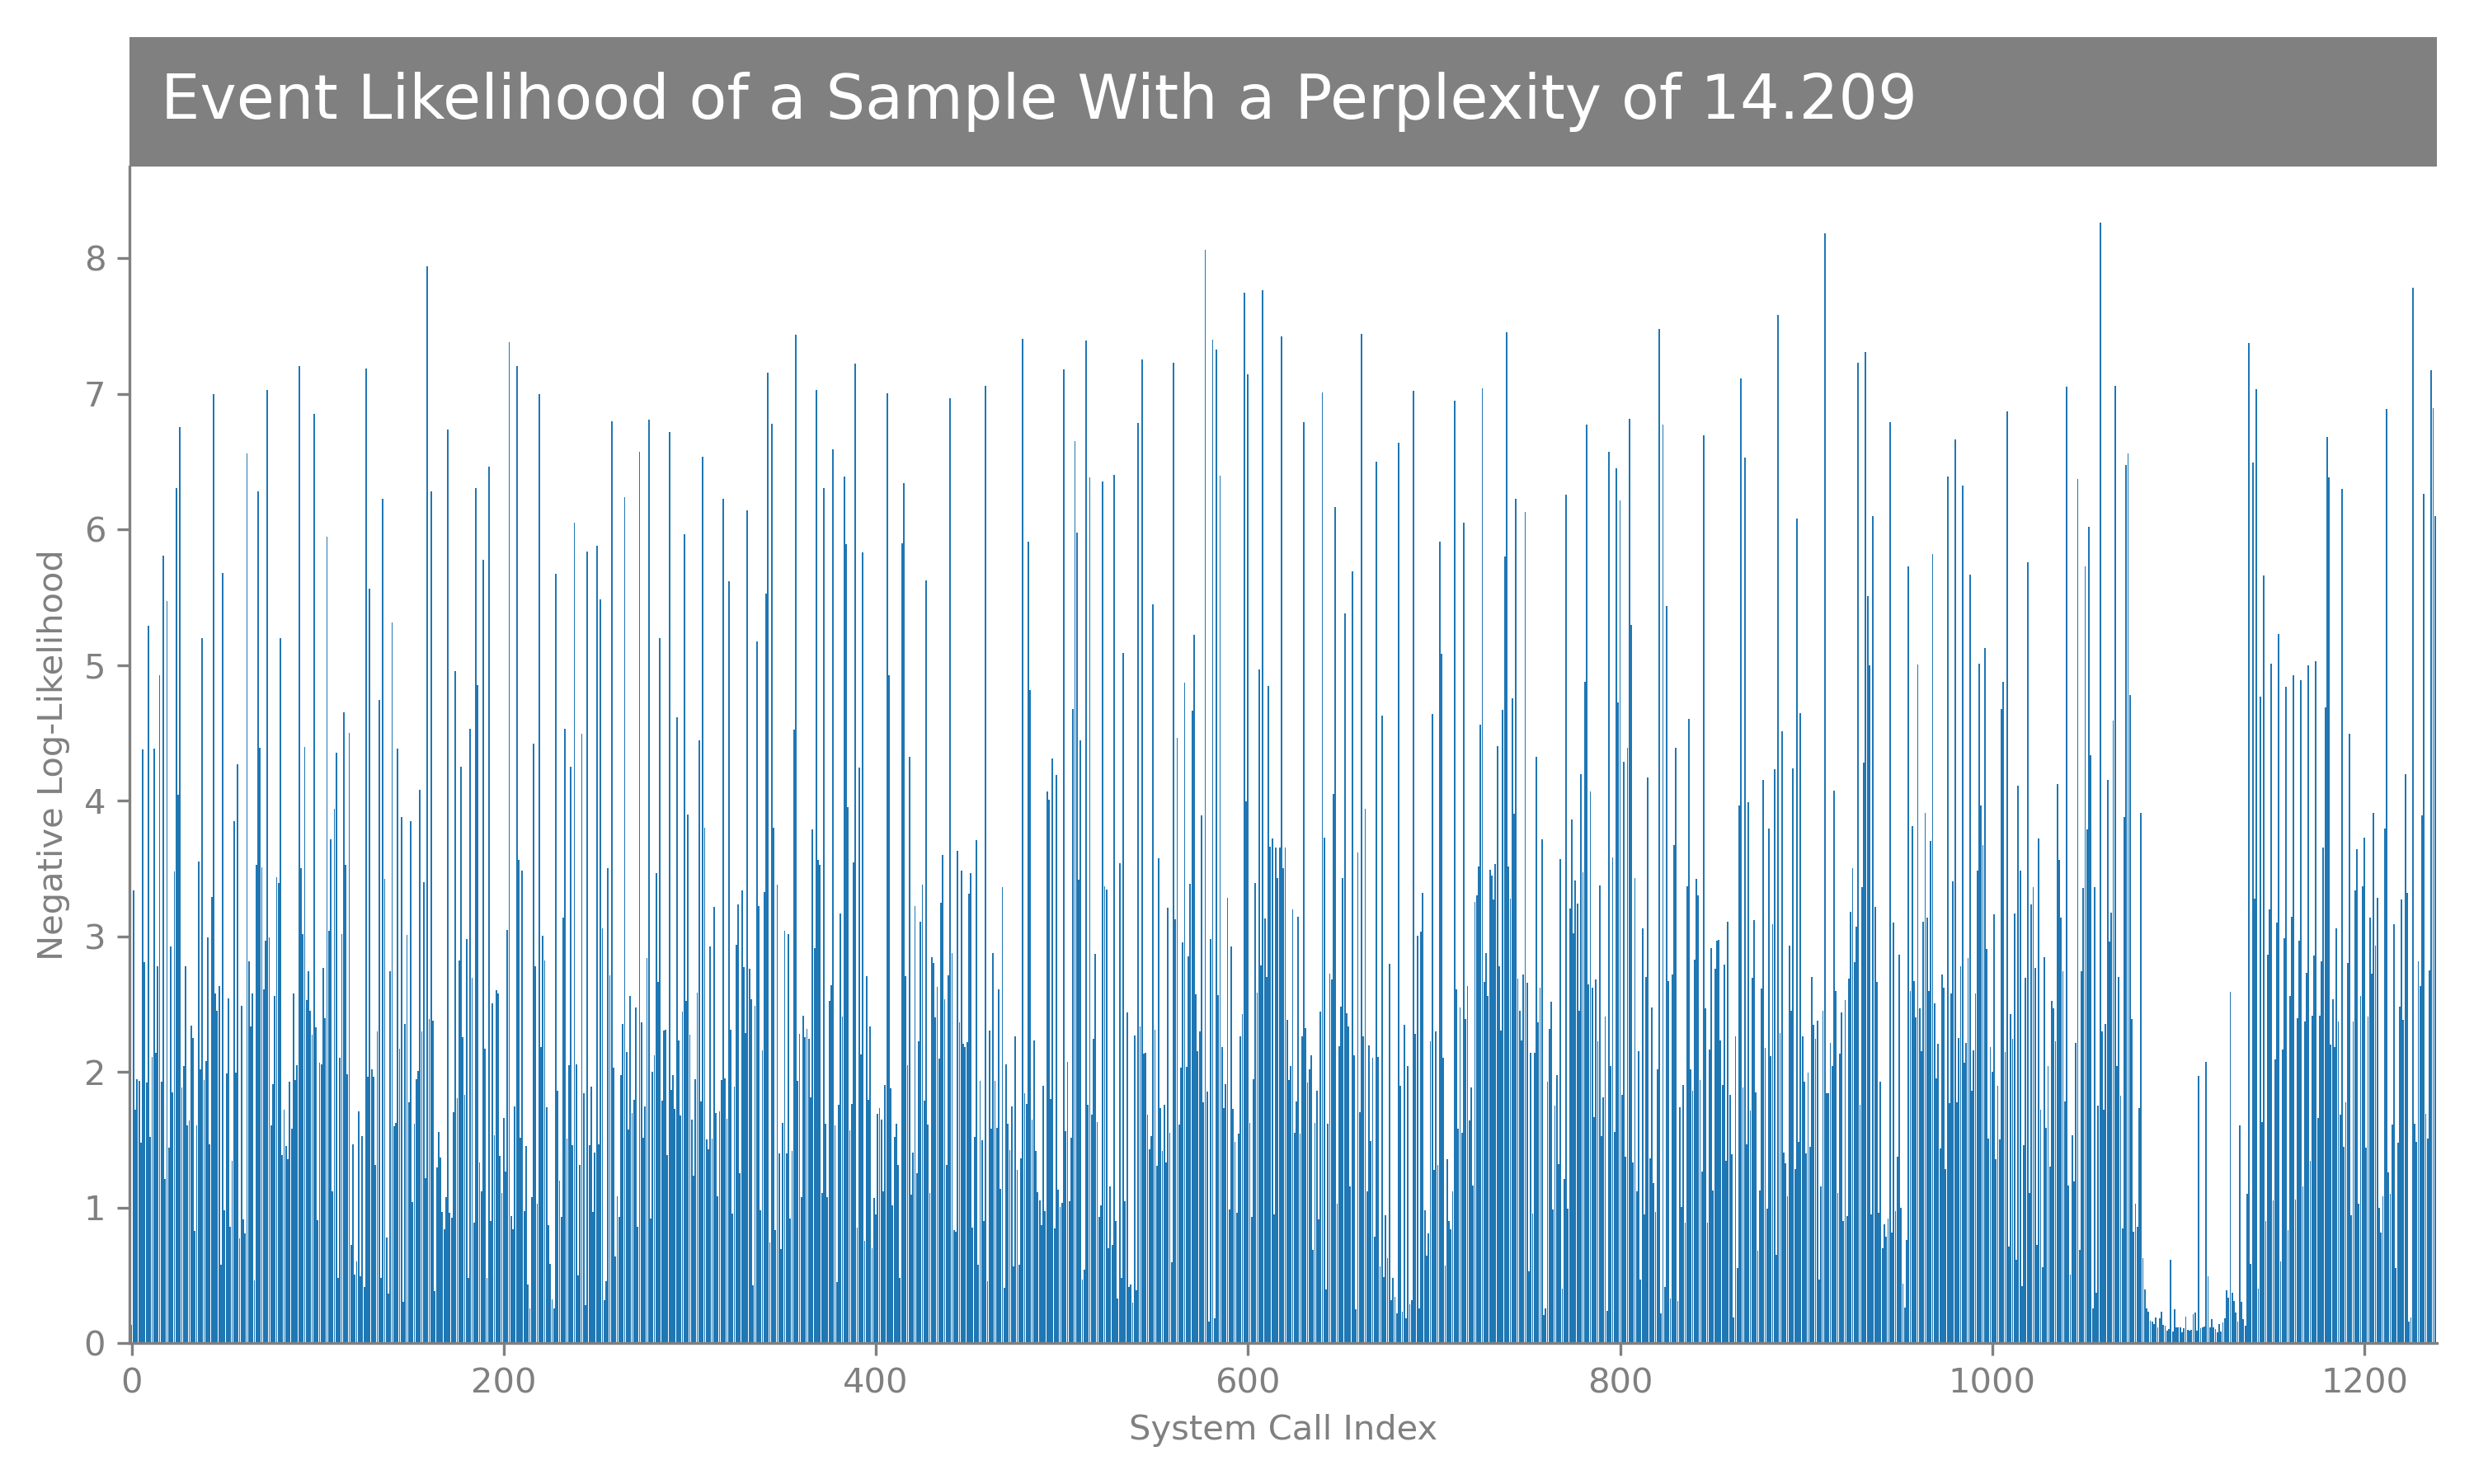 Event Likelihood of a Sample With a Perplexity of 14.209
8
7
6
5
4
3
2
1
0
Negative Log-Likelihood
0 200 400 600 800 1000 1200
System Call Index